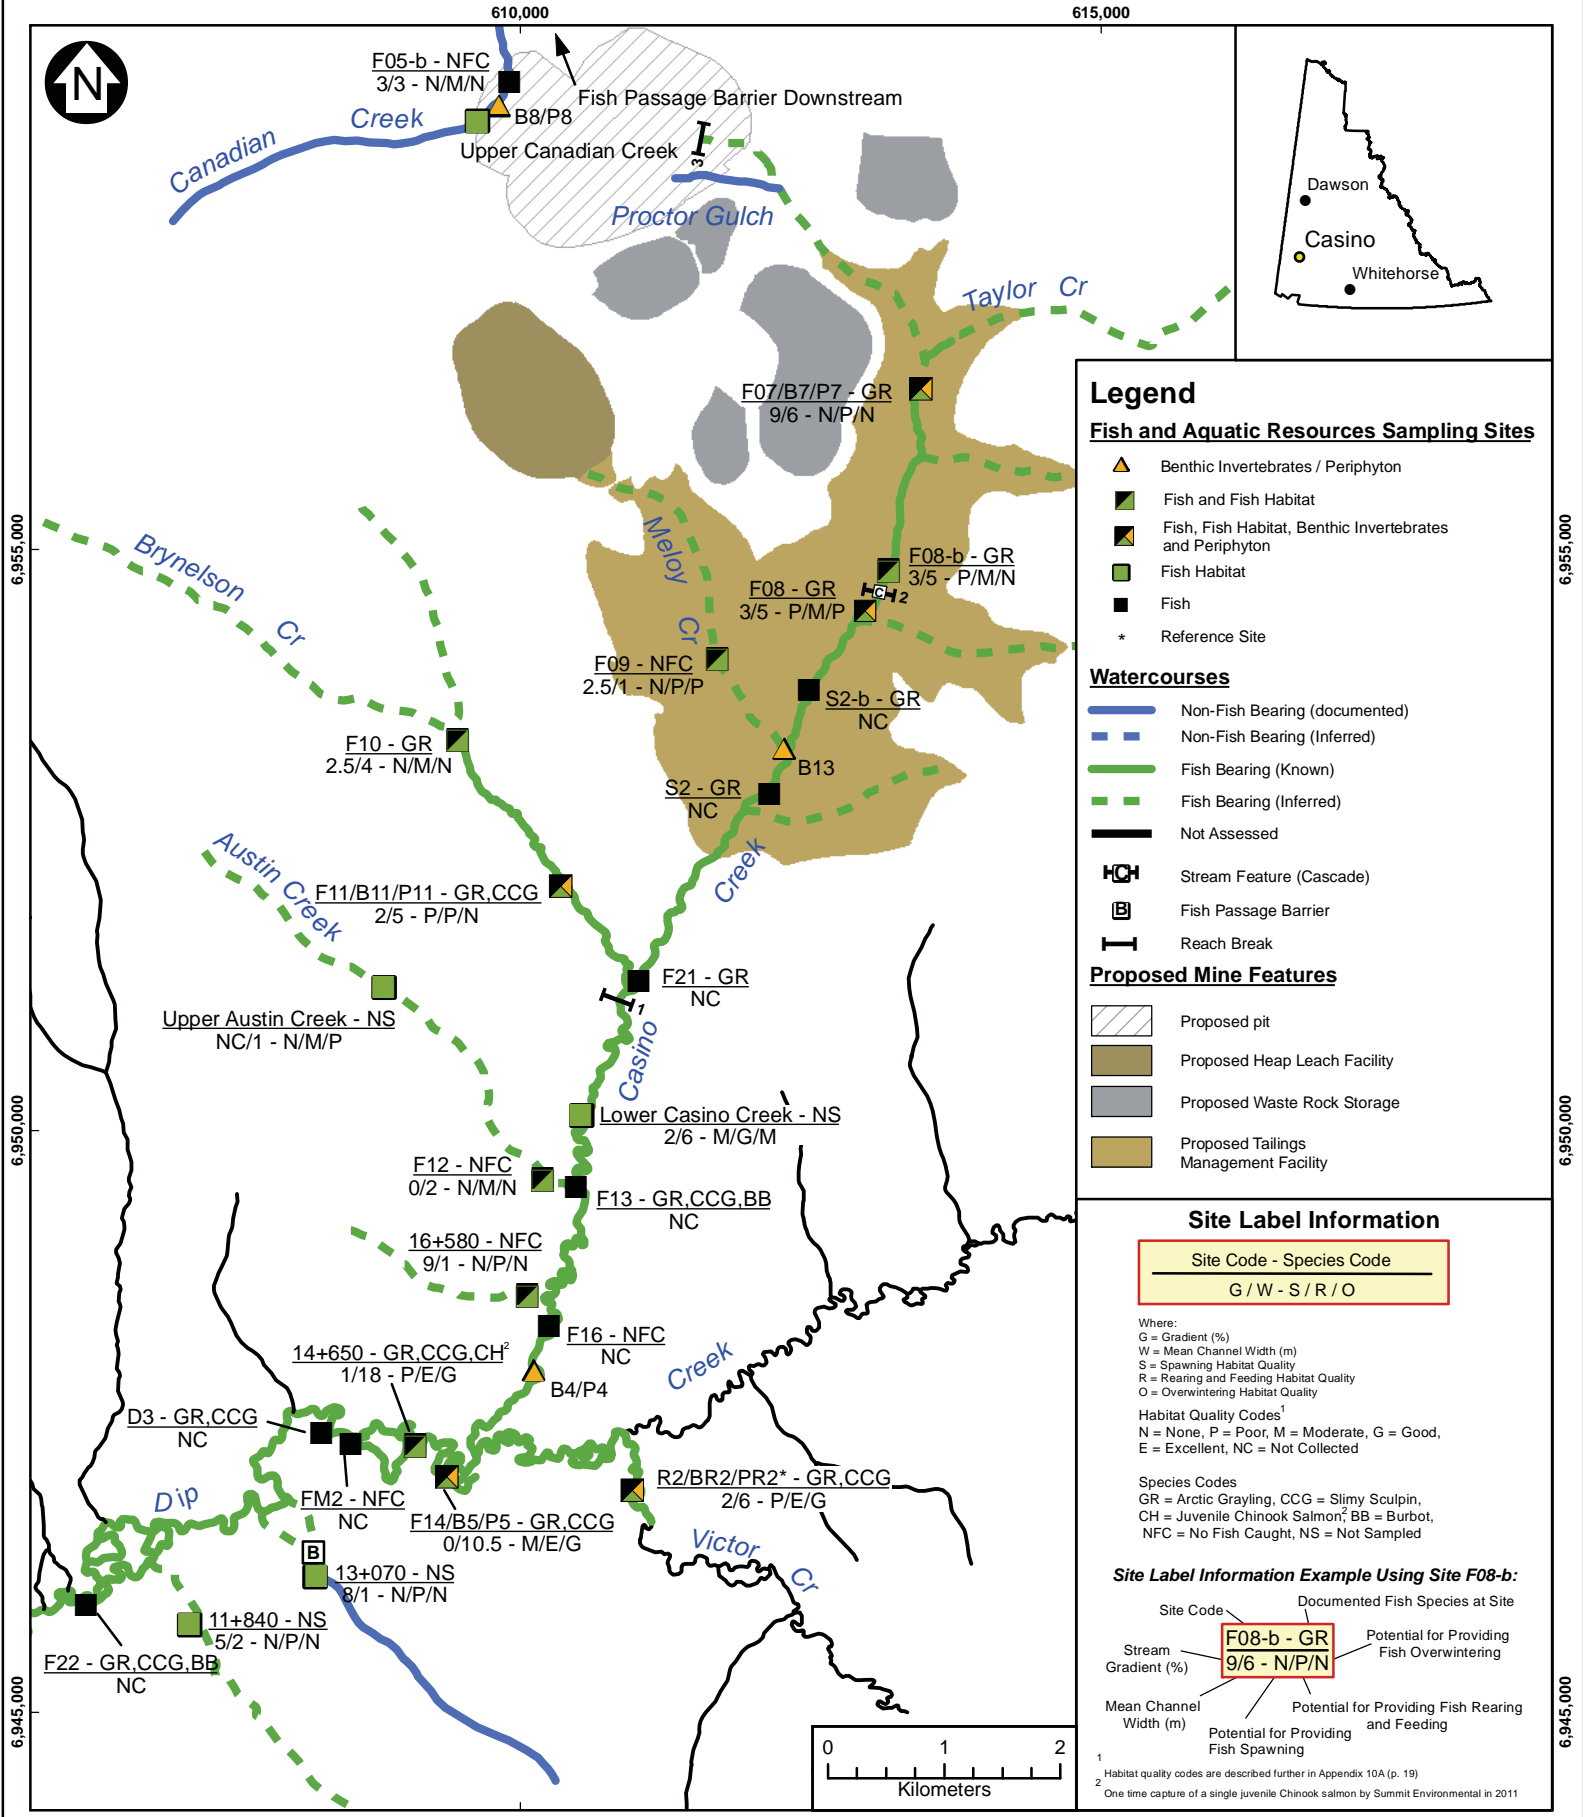 610,000
615,000
N
F05-b - NFC
3/3 - N/M/N
Fish Passage Barrier Downstream
B8/P8
Canadian Creek
Upper Canadian Creek
3
Proctor Gulch
Dawson
Casino
Whitehorse
Taylor Cr
F07/B7/P7 - GR
9/6 - N/P/N
Meloy Cr
Brynelson Cr
6,955,000
6,955,000
F08-b - GR
3/5 - P/M/N
F08 - GR
3/5 - P/M/P
C
2
F09 - NFC
2.5/1 - N/P/P
S2-b - GR
NC
F10 - GR
2.5/4 - N/M/N
B13
S2 - GR
NC
Austin Creek
Creek
F11/B11/P11 - GR,CCG
2/5 - P/P/N
F21 - GR
NC
1
Upper Austin Creek - NS
NC/1 - N/M/P
Casino
Lower Casino Creek - NS
2/6 - M/G/M
6,950,000
6,950,000
F12 - NFC
0/2 - N/M/N
F13 - GR,CCG,BB
NC
16+580 - NFC
9/1 - N/P/N
F16 - NFC
NC
14+650 - GR,CCG,CH2
1/18 - P/E/G
Creek
B4/P4
D3 - GR,CCG
NC
R2/BR2/PR2* - GR,CCG
2/6 - P/E/G
Dip
FM2 - NFC
NC
F14/B5/P5 - GR,CCG
0/10.5 - M/E/G
Victor Cr
B
13+070 - NS
8/1 - N/P/N
11+840 - NS
5/2 - N/P/N
F22 - GR,CCG,BB
NC
6,945,000
6,945,000
0 1 2
Kilometers
Legend
Fish and Aquatic Resources Sampling Sites
Benthic Invertebrates / Periphyton
Fish and Fish Habitat
Fish, Fish Habitat, Benthic Invertebrates
and Periphyton
Fish Habitat
Fish
* Reference Site
Watercourses
Non-Fish Bearing (documented)
Non-Fish Bearing (Inferred)
Fish Bearing (Known)
Fish Bearing (Inferred)
Not Assessed
C Stream Feature (Cascade)
B Fish Passage Barrier
Reach Break
Proposed Mine Features
Proposed pit
Proposed Heap Leach Facility
Proposed Waste Rock Storage
Proposed Tailings
Management Facility
Site Label Information
Site Code - Species Code
G / W - S / R / O
Where:
G = Gradient (%)
W = Mean Channel Width (m)
S = Spawning Habitat Quality
R = Rearing and Feeding Habitat Quality
O = Overwintering Habitat Quality
Habitat Quality Codes1
N = None, P = Poor, M = Moderate, G = Good,
E = Excellent, NC = Not Collected
Species Codes
GR = Arctic Grayling, CCG = Slimy Sculpin,
CH = Juvenile Chinook Salmon,2 BB = Burbot,
NFC = No Fish Caught, NS = Not Sampled
Site Label Information Example Using Site F08-b:
Site Code
Documented Fish Species at Site
F08-b - GR
9/6 - N/P/N
Stream
Gradient (%)
Potential for Providing
Fish Overwintering
Mean Channel
Width (m)
Potential for Providing Fish Rearing
and Feeding
Potential for Providing
Fish Spawning
1 Habitat quality codes are described further in Appendix 10A (p. 19)
2 One time capture of a single juvenile Chinook salmon by Summit Environmental in 2011